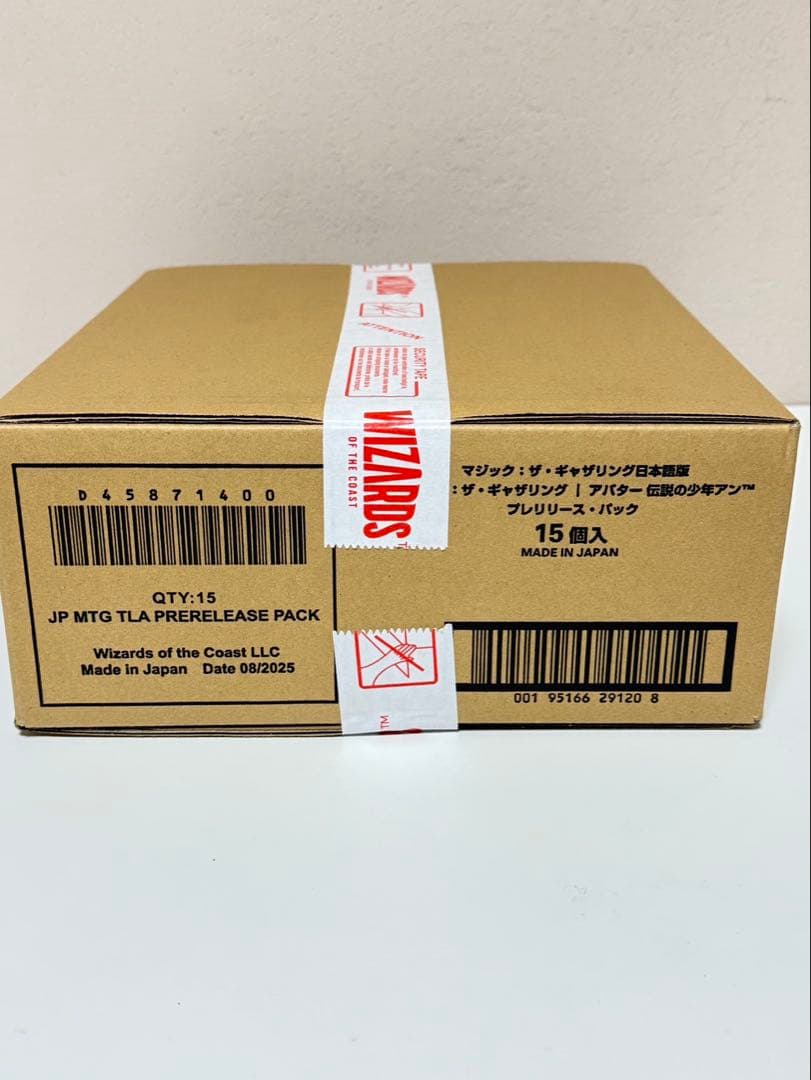 ATTENTION
SECURITY TAPE
WIZARDS
OF THE COAST
D45871400
QTY:15
JP MTG TLA PRERELEASE PACK
Wizards of the Coast LLC
Made in Japan Date 08/2025
マジック：ザ・ギャザリング日本語版
：ザ・ギャザリング | アバター 伝説の少年アン™
プレリリース・パック
15個入
MADE IN JAPAN
001 95166 29120 8
TM